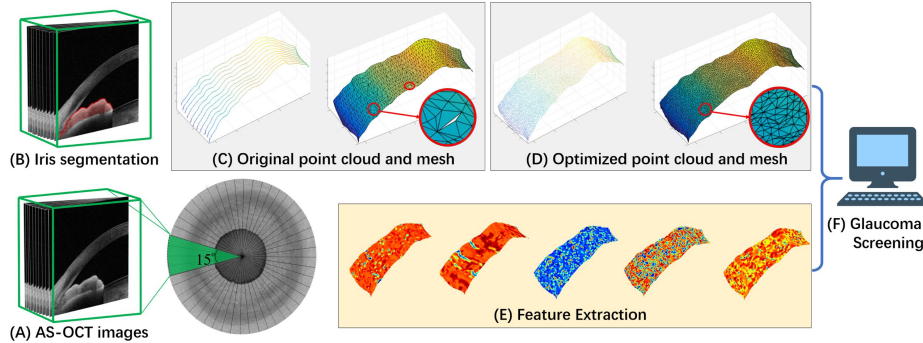 (B) Iris segmentation
(C) Original point cloud and mesh
(D) Optimized point cloud and mesh
15°
(A) AS-OCT images
(E) Feature Extraction
(F) Glaucoma
Screening